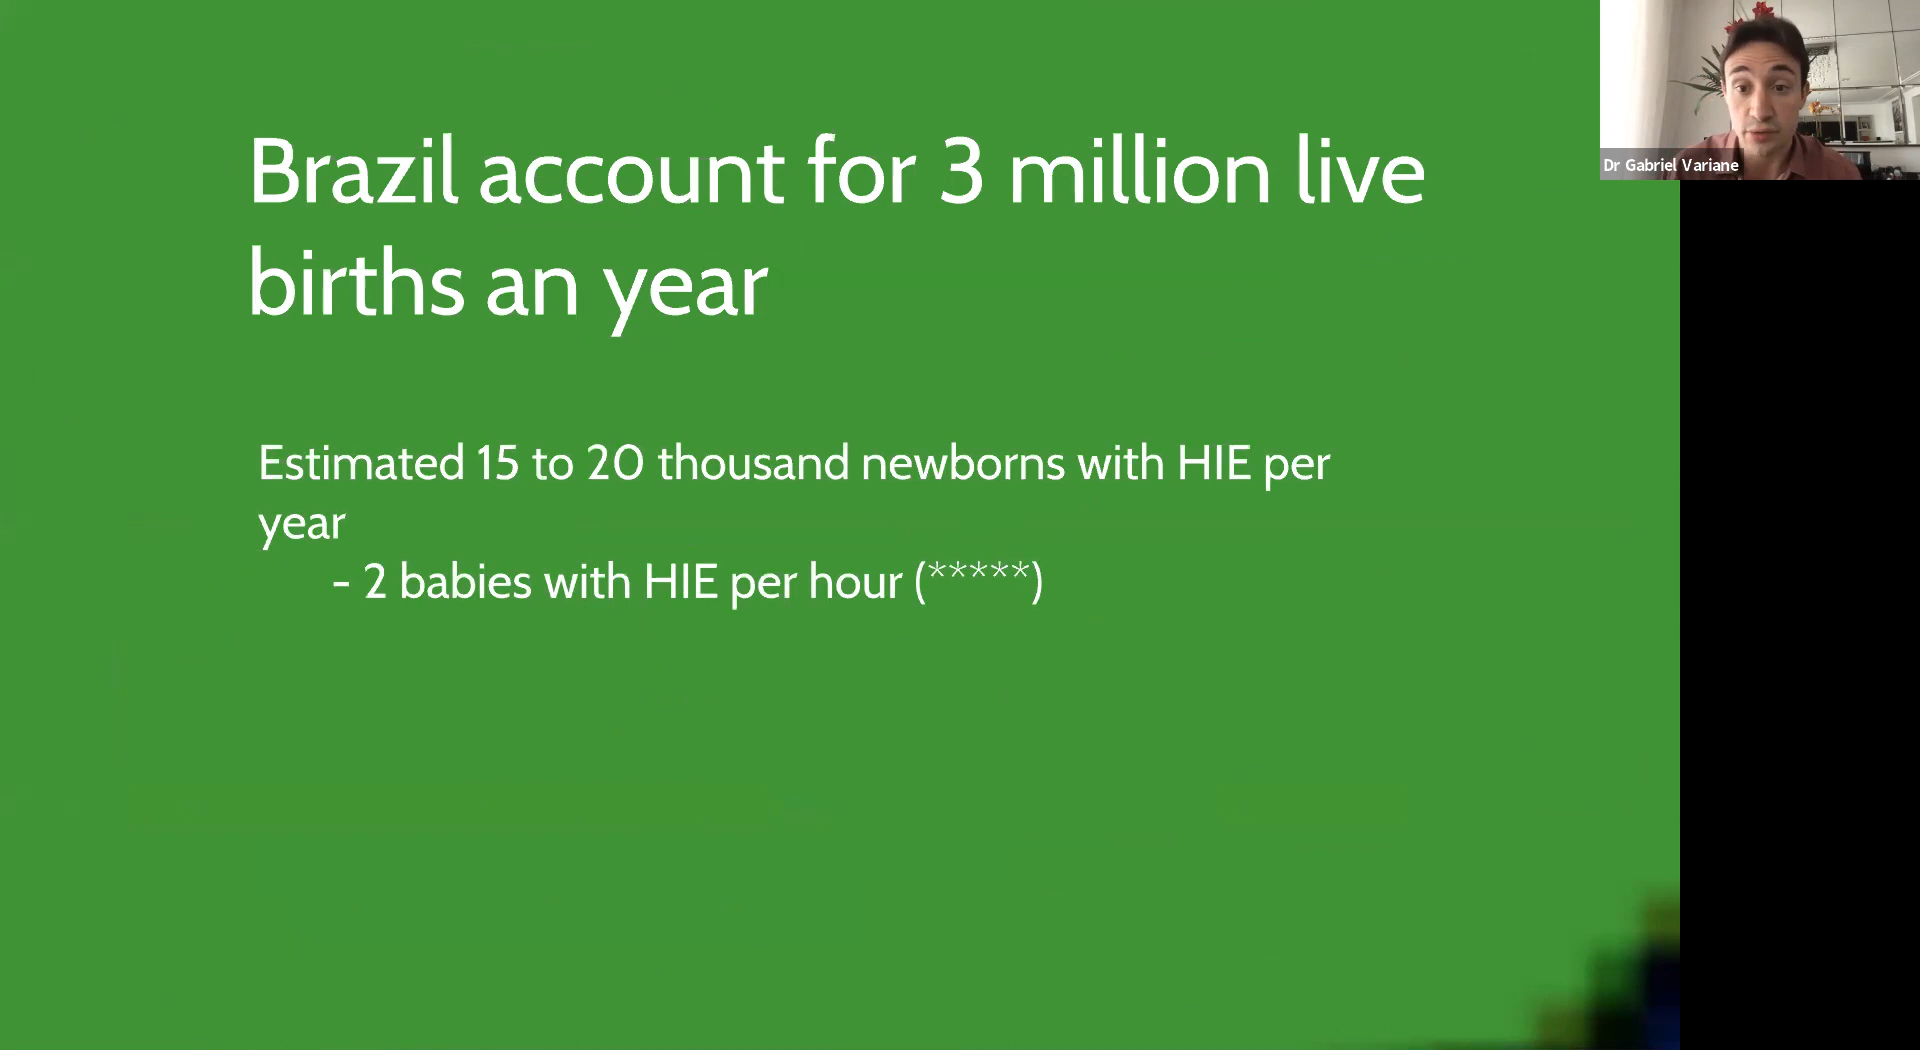 Brazil account for 3 million live
births an year
Estimated 15 to 20 thousand newborns with HIE per
year
- 2 babies with HIE per hour (*****)
Dr Gabriel Variane